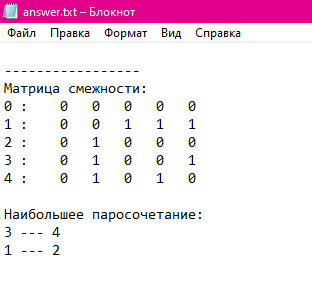 answer.txt – Блокнот
Файл Правка Формат Вид Справка
-----------------
Матрица смежности:
0 : 0 0 0 0 0
1 : 0 0 1 1 1
2 : 0 1 0 0 0
3 : 0 1 0 0 1
4 : 0 1 0 1 0
Наибольшее паросочетание:
3 --- 4
1 --- 2